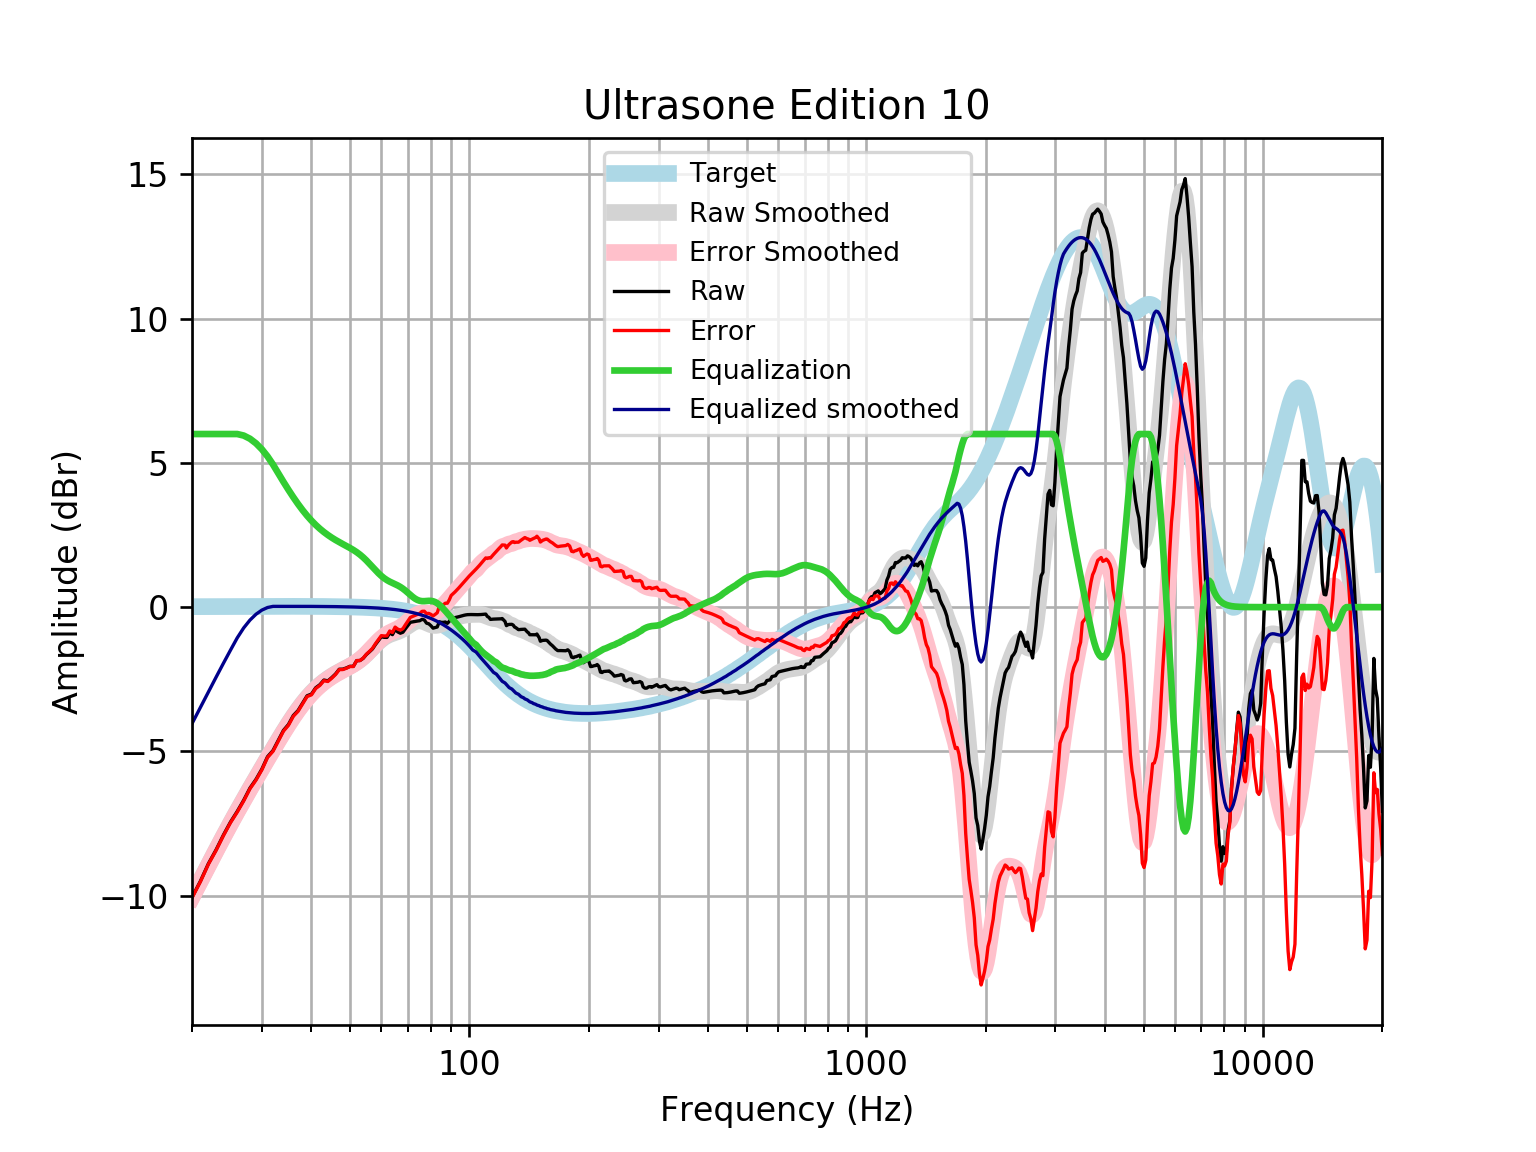 Ultrasone Edition 10
Target
Raw Smoothed
Error Smoothed
Raw
Error
Equalization
Equalized smoothed
Amplitude (dBr)
15
10
5
0
−5
−10
100
1000
10000
Frequency (Hz)